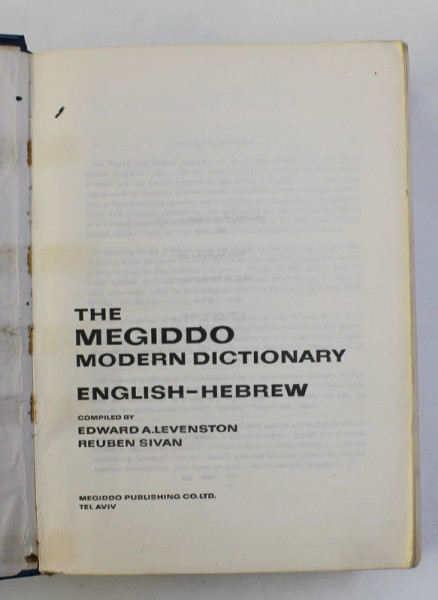 THE
MEGIDDO
MODERN DICTIONARY
ENGLISH-HEBREW
COMPILED BY
EDWARD A. LEVENSTON
REUBEN SIVAN
MEGIDDO PUBLISHING CO. LTD.
TEL AVIV